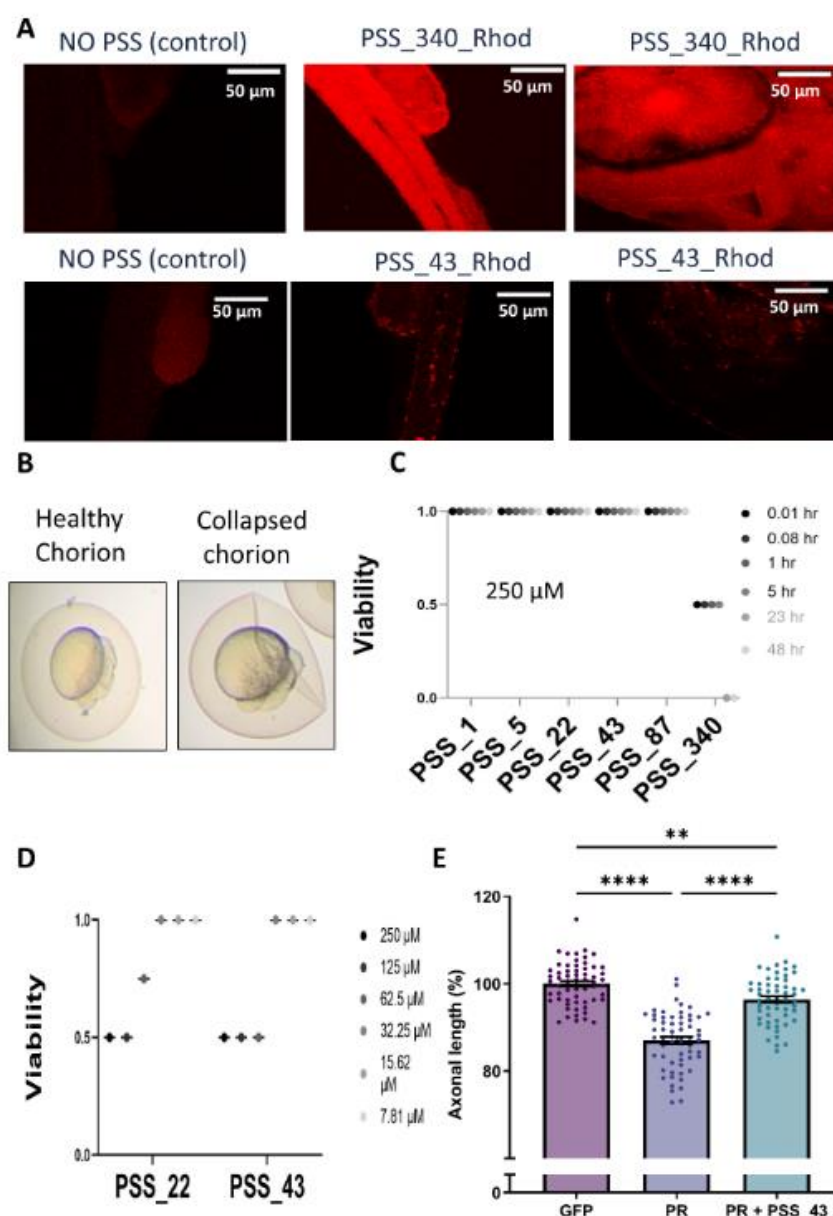 A
NO PSS (control)
PSS_340_Rhod
PSS_340_Rhod
50 µm
50 µm
50 µm
NO PSS (control)
PSS_43_Rhod
PSS_43_Rhod
50 µm
50 µm
50 µm
B
Healthy
Chorion
Collapsed
chorion
C
Viability
1.0
0.5
0.0
250 µM
0.01 hr
0.08 hr
1 hr
5 hr
23 hr
48 hr
PSS_1
PSS_5
PSS_22
PSS_43
PSS_87
PSS_340
D
Viability
1.0
0.5
0.0
250 µM
125 µM
62.5 µM
32.25 µM
15.62
µM
7.81 µM
PSS_22
PSS_43
E
**
****
****
Axonal length (%)
120
100
80
0
GFP
PR
PR + PSS_43